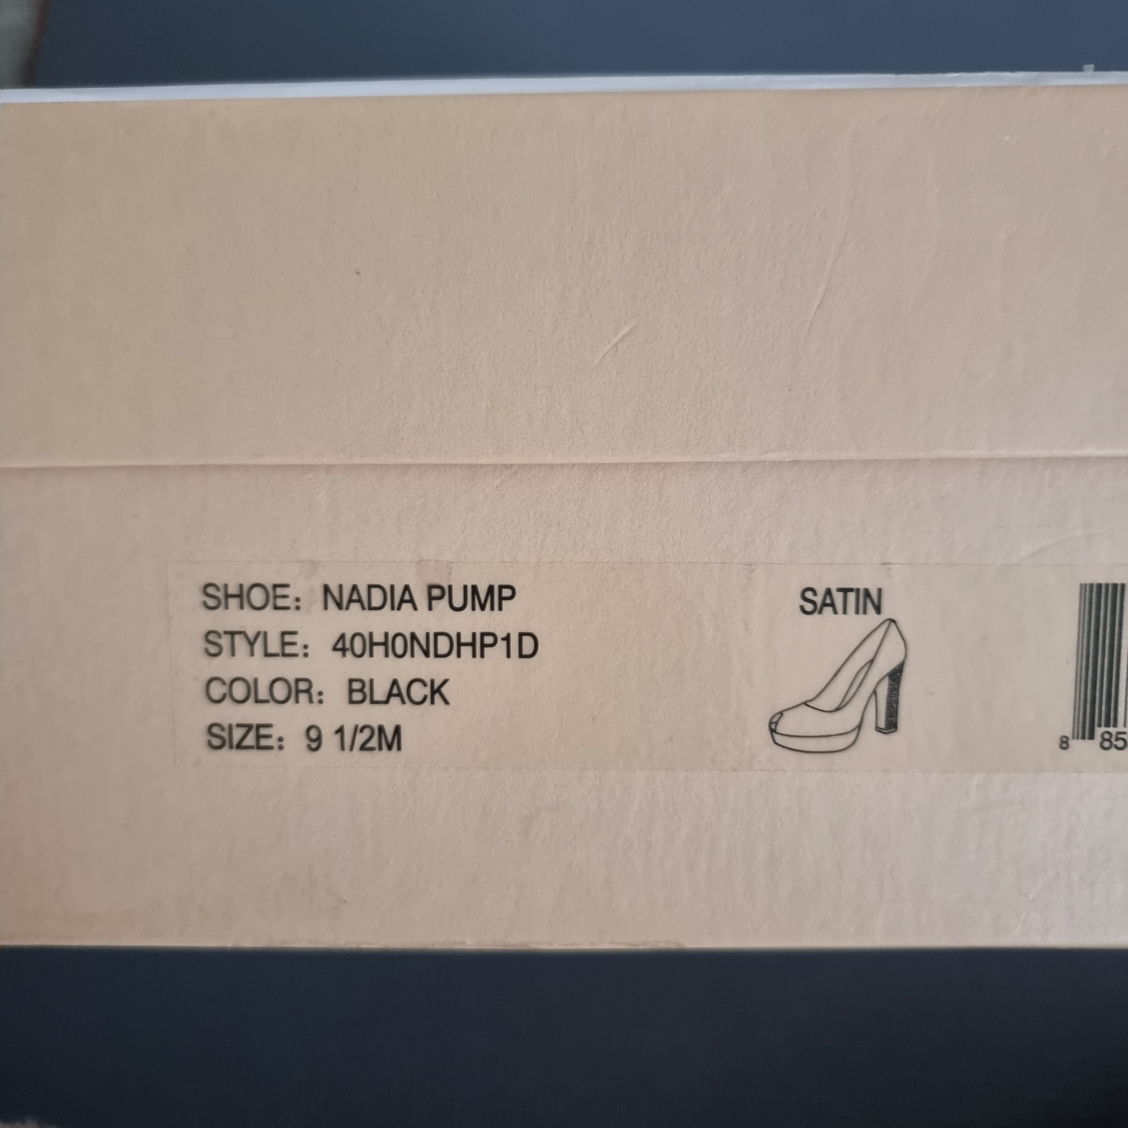 SHOE: NADIA PUMP
STYLE: 40H0NDHP1D
COLOR: BLACK
SIZE: 9 1/2M
SATIN
8 85